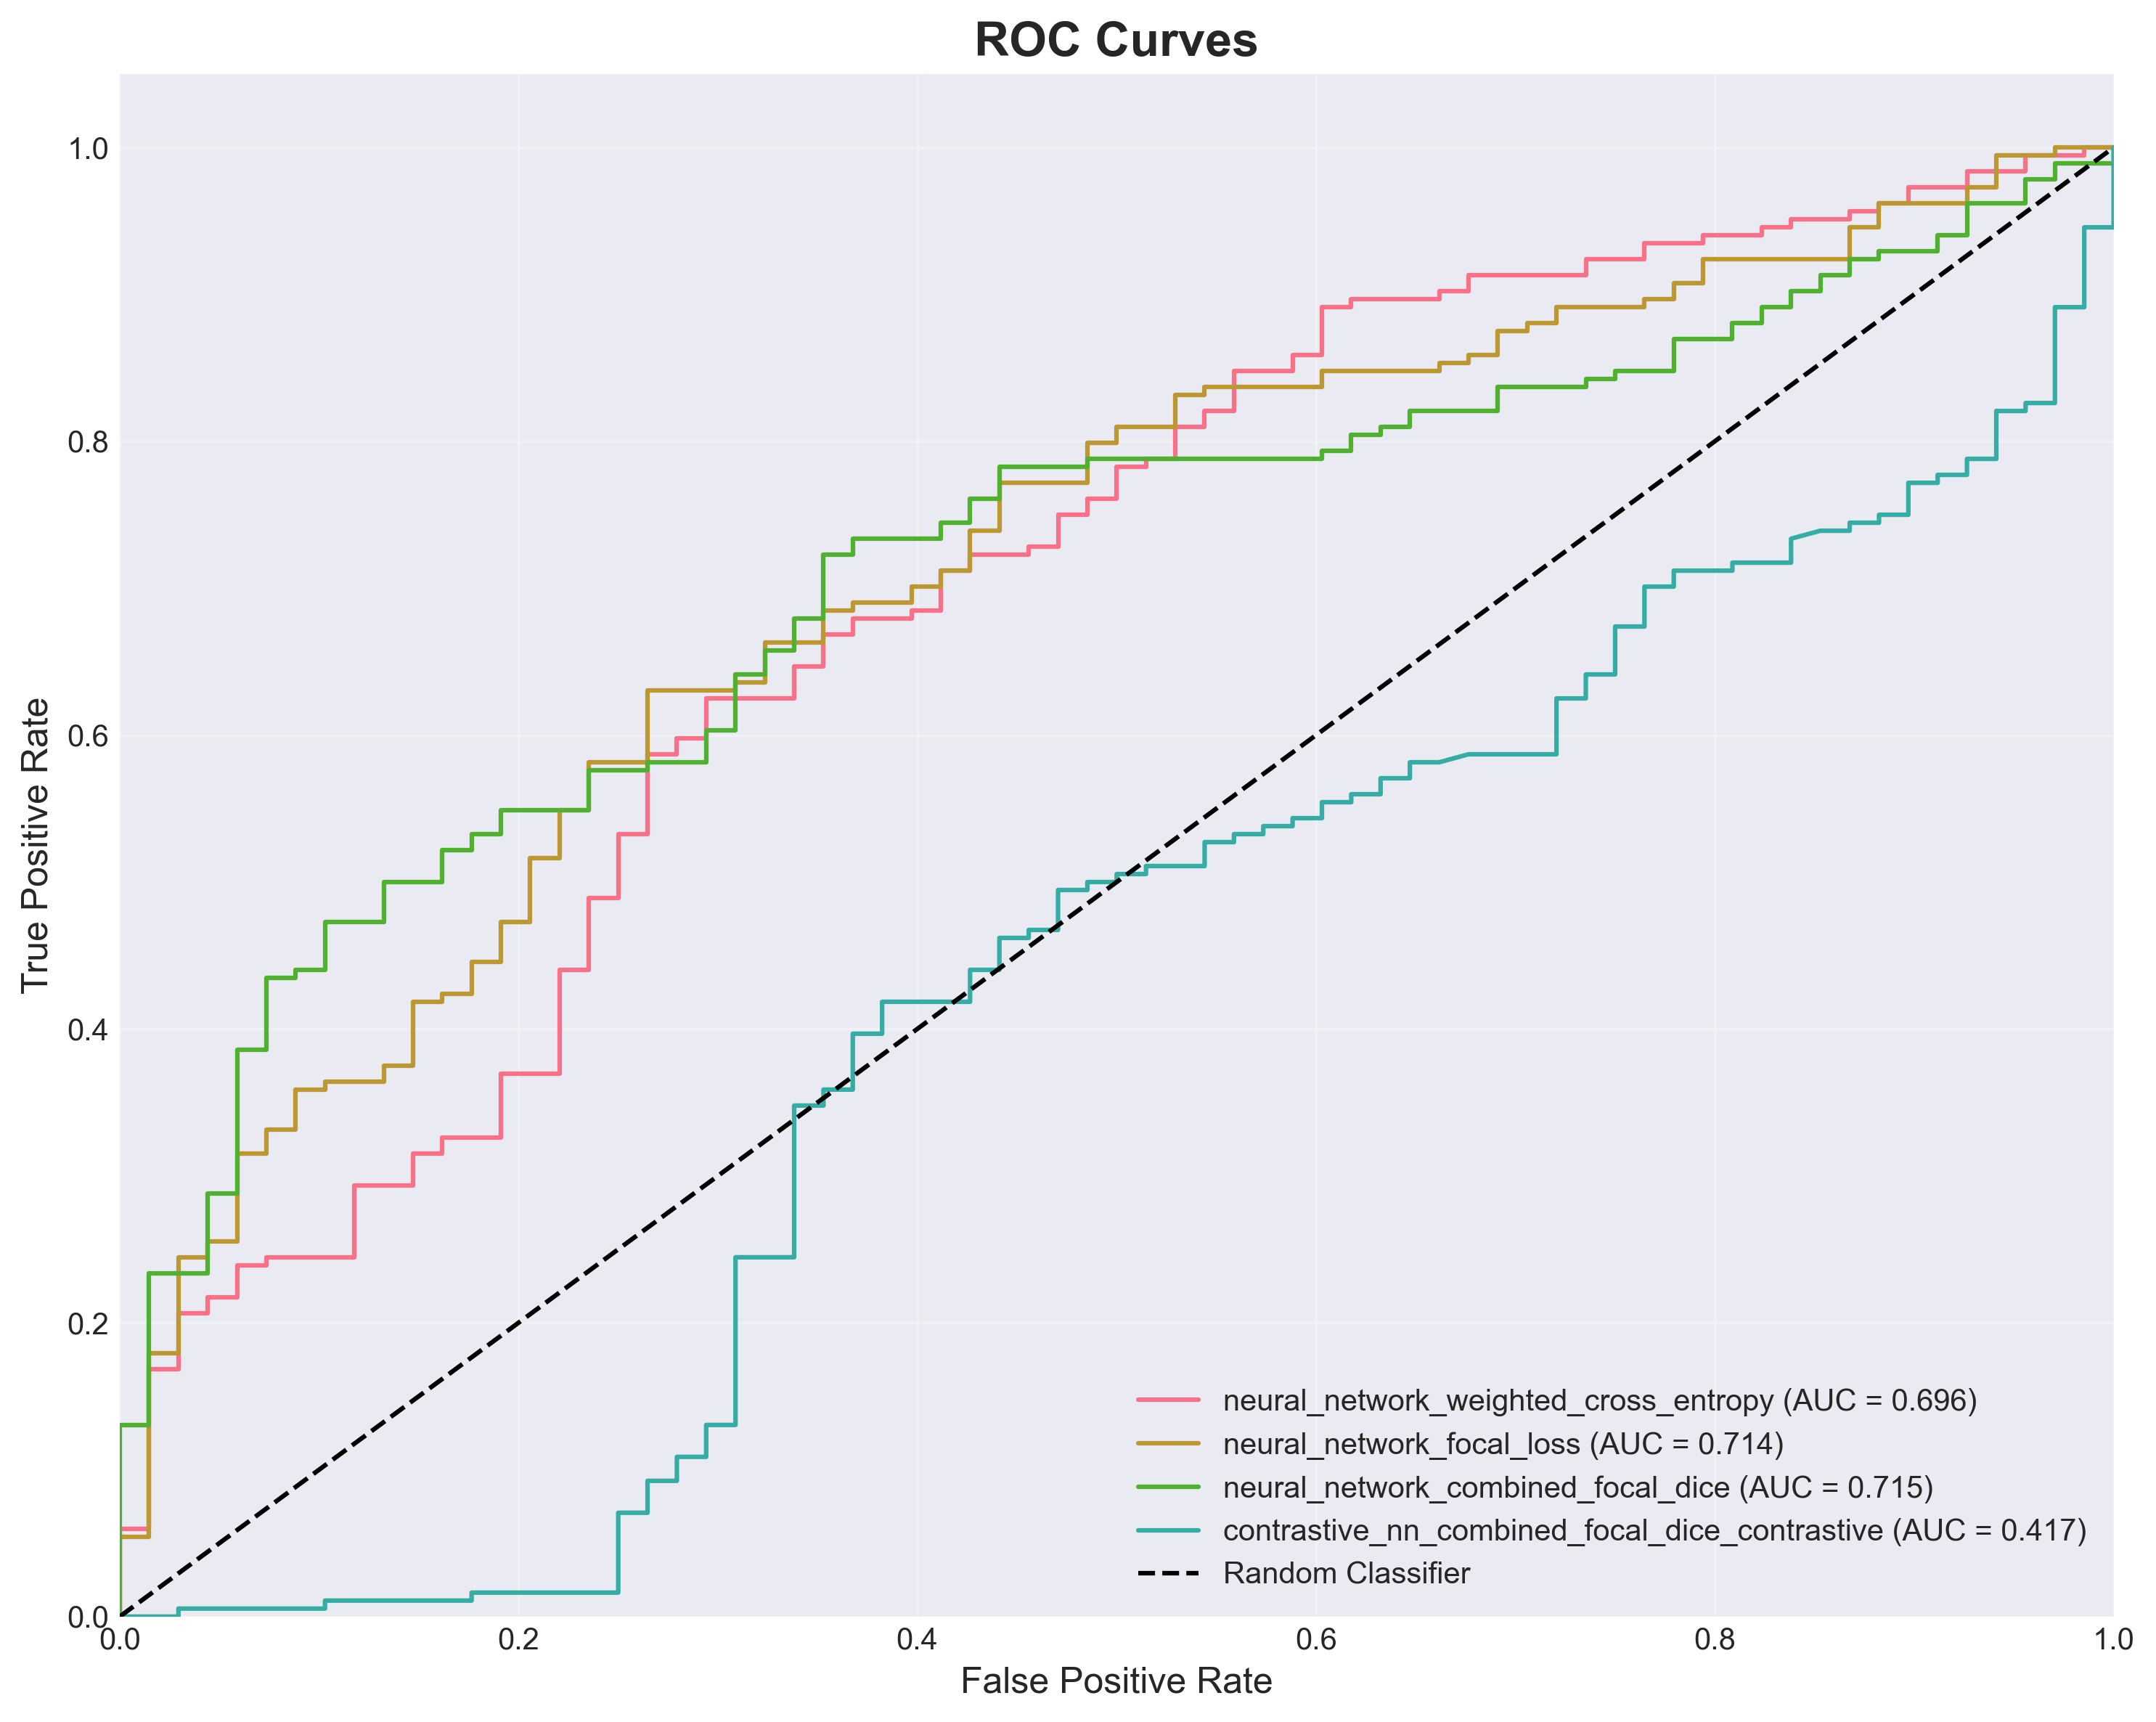 ROC Curves
1.0
0.8
0.6
0.4
0.2
0.0
True Positive Rate
neural_network_weighted_cross_entropy (AUC = 0.696)
neural_network_focal_loss (AUC = 0.714)
neural_network_combined_focal_dice (AUC = 0.715)
contrastive_nn_combined_focal_dice_contrastive (AUC = 0.417)
Random Classifier
0.0 0.2 0.4 0.6 0.8 1.0
False Positive Rate